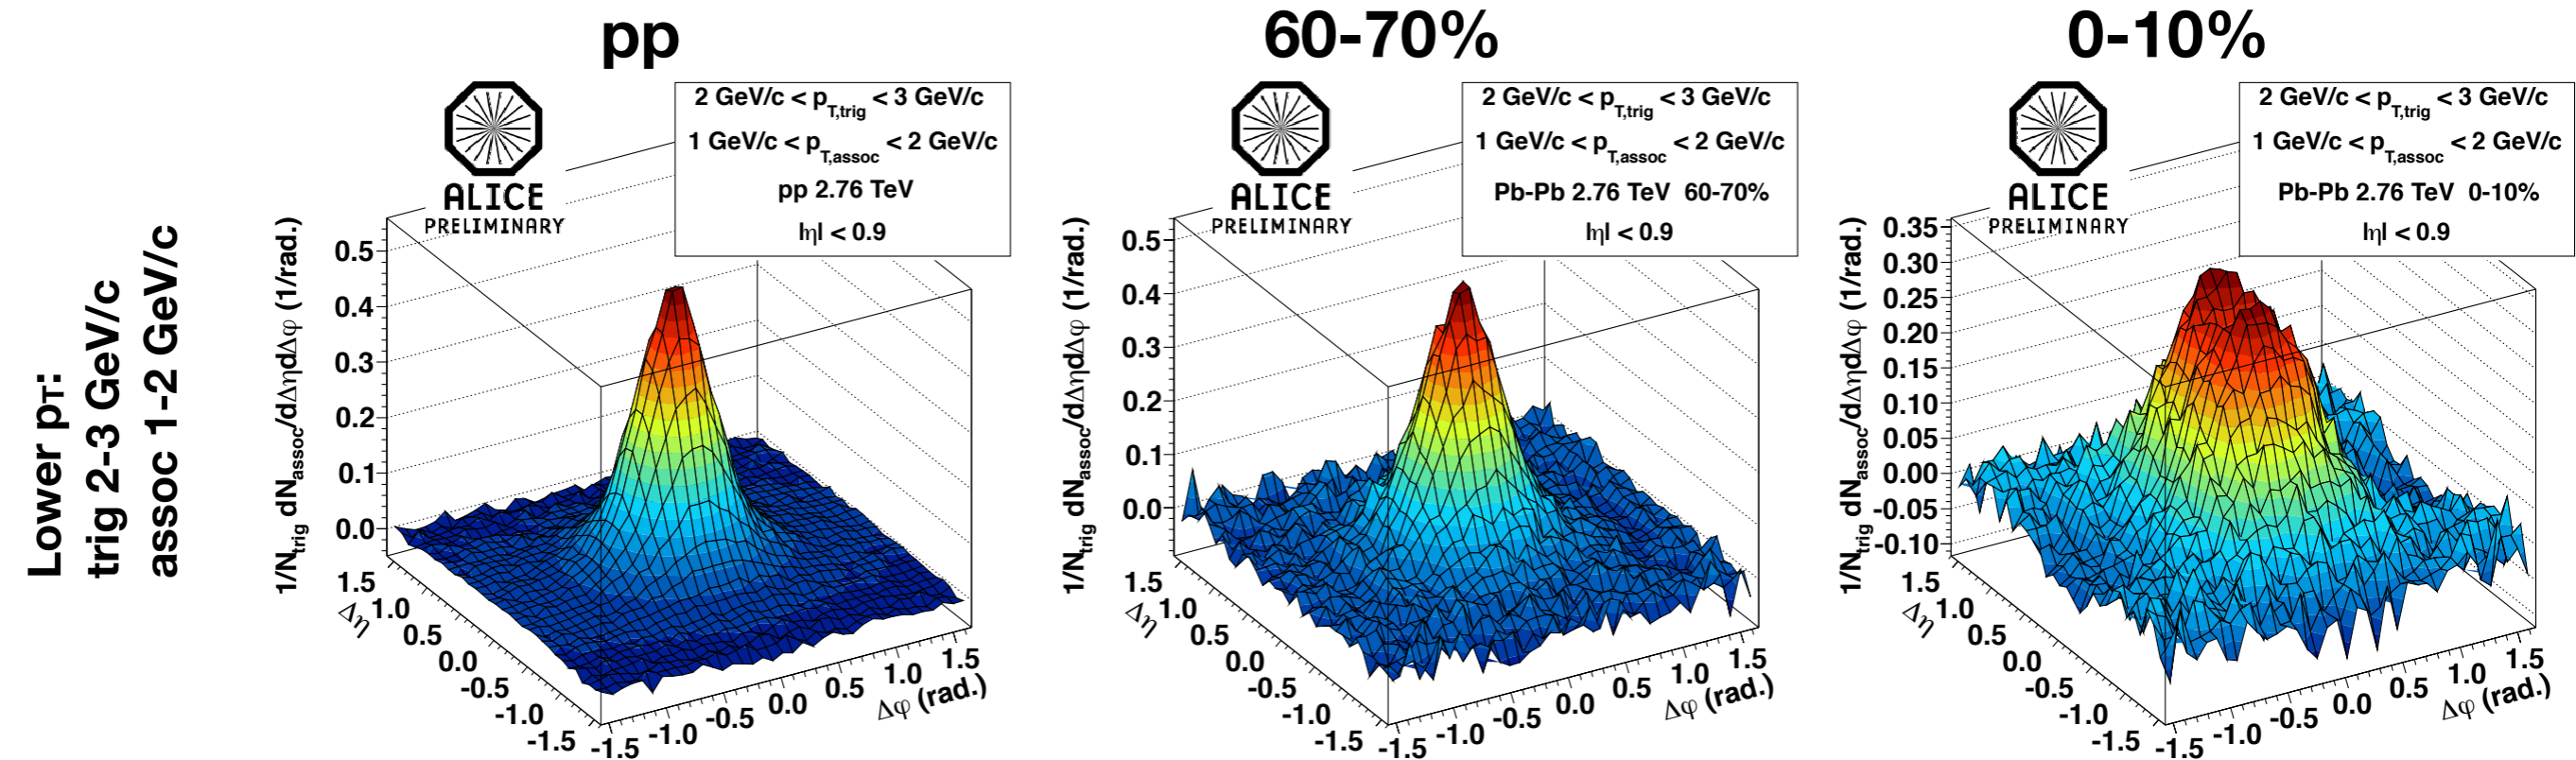 pp
60-70%
0-10%
Lower pT:
trig 2-3 GeV/c
assoc 1-2 GeV/c
ALICE
PRELIMINARY
2 GeV/c < pT,trig < 3 GeV/c
1 GeV/c < pT,assoc < 2 GeV/c
pp 2.76 TeV
|η| < 0.9
1/Ntrig dNassoc/dΔηdΔφ (1/rad.)
0.5
0.4
0.3
0.2
0.1
0.0
1.5
1.0
0.5
0.0
-0.5
-1.0
-1.5
Δη
-1.5
-1.0
-0.5
0.0
0.5
1.0
1.5
Δφ (rad.)
ALICE
PRELIMINARY
2 GeV/c < pT,trig < 3 GeV/c
1 GeV/c < pT,assoc < 2 GeV/c
Pb-Pb 2.76 TeV 60-70%
|η| < 0.9
1/Ntrig dNassoc/dΔηdΔφ (1/rad.)
0.5
0.4
0.3
0.2
0.1
0.0
1.5
1.0
0.5
0.0
-0.5
-1.0
-1.5
Δη
-1.5
-1.0
-0.5
0.0
0.5
1.0
1.5
Δφ (rad.)
ALICE
PRELIMINARY
2 GeV/c < pT,trig < 3 GeV/c
1 GeV/c < pT,assoc < 2 GeV/c
Pb-Pb 2.76 TeV 0-10%
|η| < 0.9
1/Ntrig dNassoc/dΔηdΔφ (1/rad.)
0.35
0.30
0.25
0.20
0.15
0.10
0.05
0.00
-0.05
-0.10
1.5
1.0
0.5
0.0
-0.5
-1.0
-1.5
Δη
-1.5
-1.0
-0.5
0.0
0.5
1.0
1.5
Δφ (rad.)